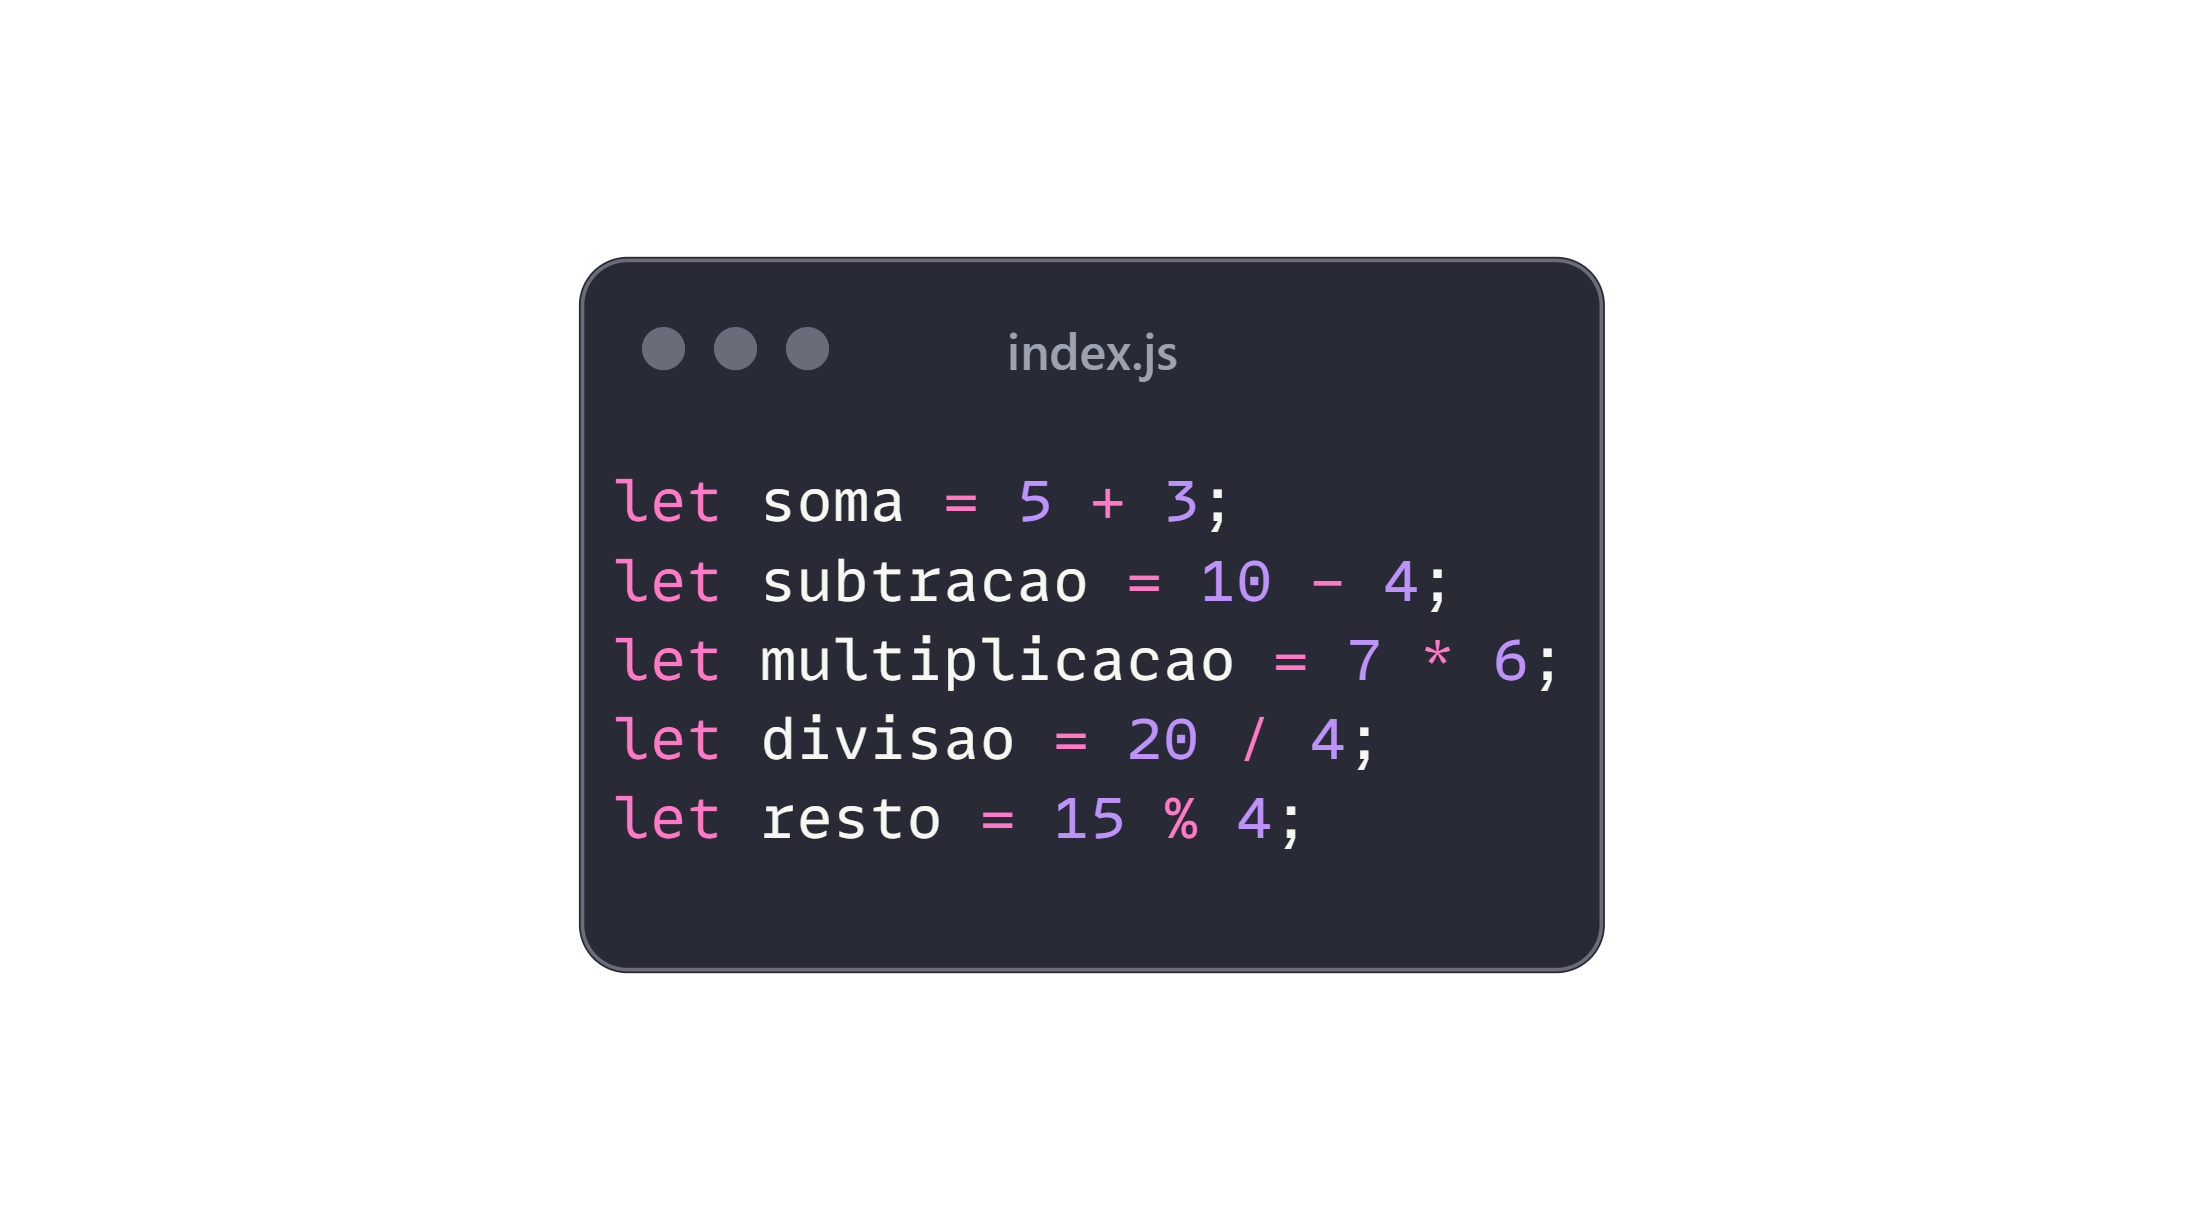 index.js
let soma = 5 + 3;
let subtracao = 10 - 4;
let multiplicacao = 7 * 6;
let divisao = 20 / 4;
let resto = 15 % 4;